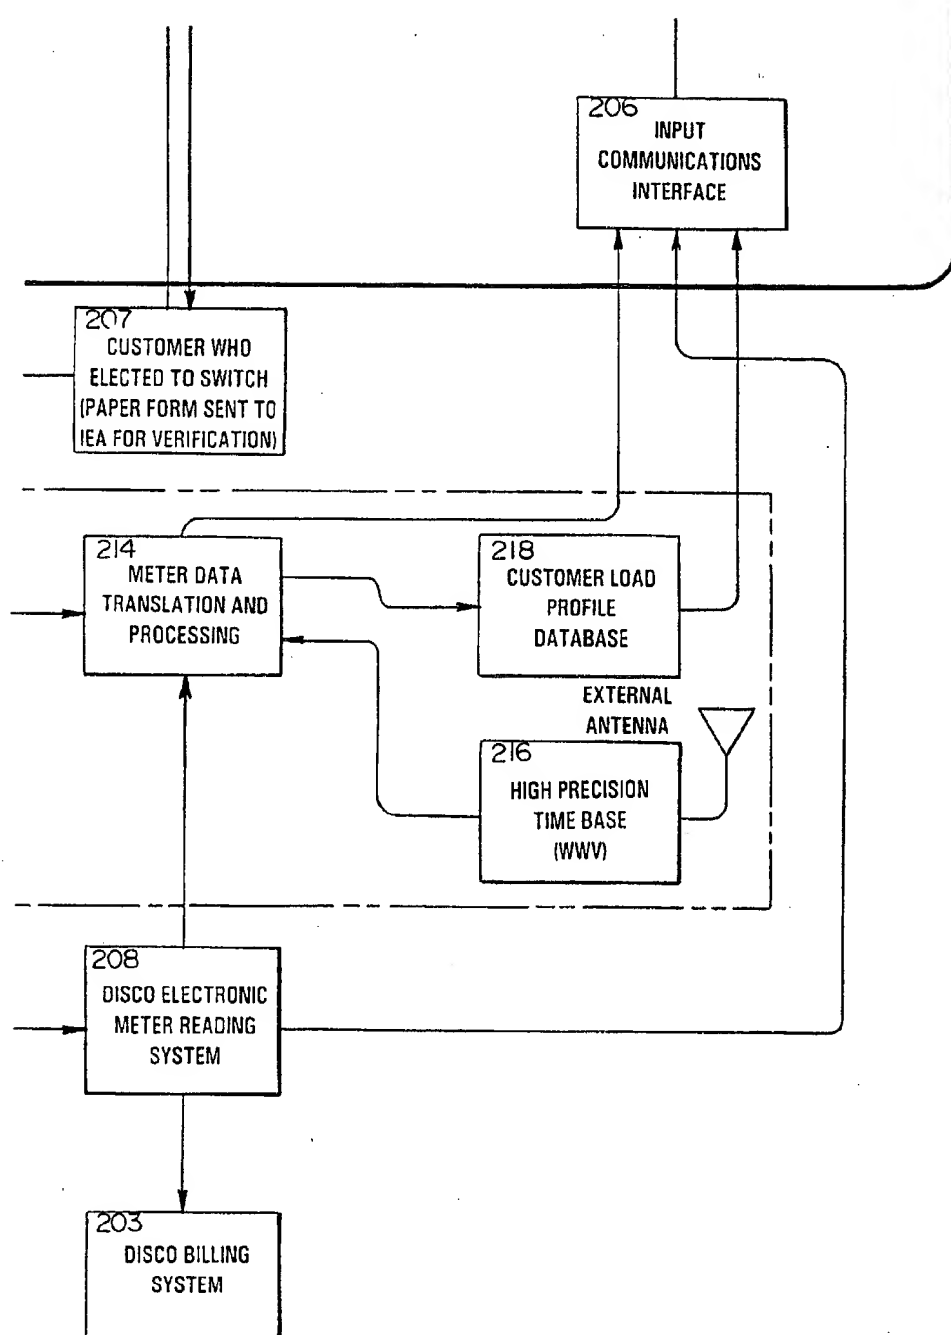 206
INPUT
COMMUNICATIONS
INTERFACE
207
CUSTOMER WHO
ELECTED TO SWITCH
(PAPER FORM SENT TO
IEA FOR VERIFICATION)
214
METER DATA
TRANSLATION AND
PROCESSING
218
CUSTOMER LOAD
PROFILE
DATABASE
EXTERNAL
ANTENNA
216
HIGH PRECISION
TIME BASE
(WWV)
208
DISCO ELECTRONIC
METER READING
SYSTEM
203
DISCO BILLING
SYSTEM